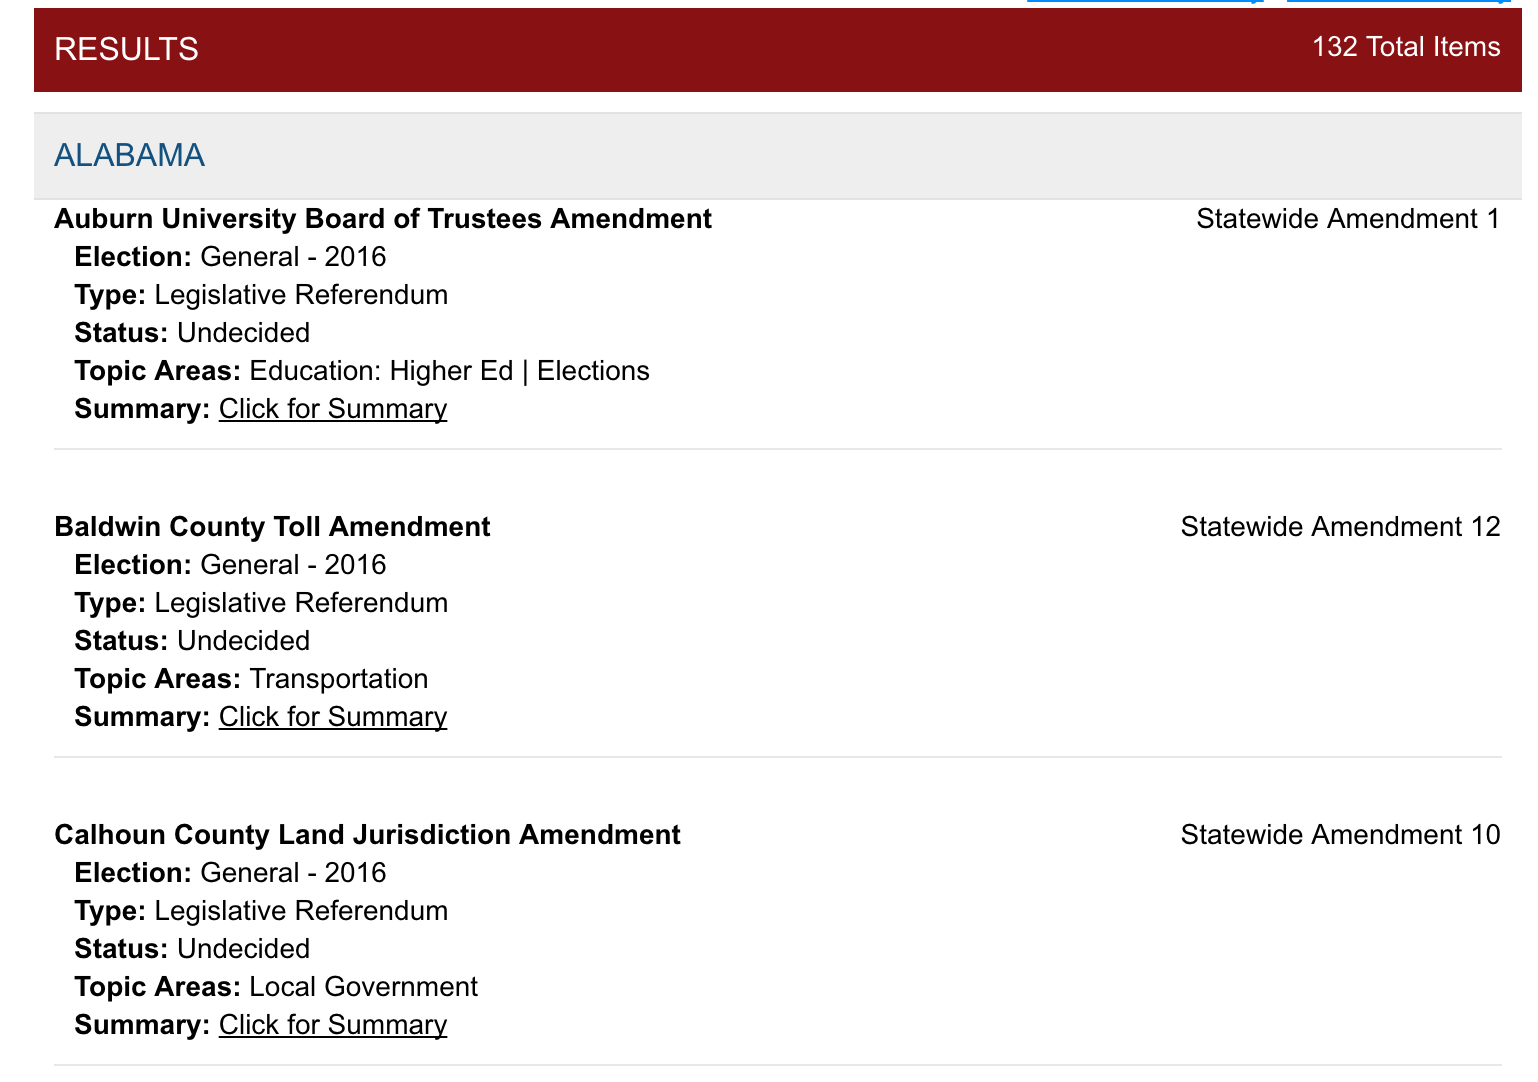 RESULTS 132 Total Items
ALABAMA
Auburn University Board of Trustees Amendment Statewide Amendment 1
Election: General - 2016
Type: Legislative Referendum
Status: Undecided
Topic Areas: Education: Higher Ed | Elections
Summary: Click for Summary
Baldwin County Toll Amendment Statewide Amendment 12
Election: General - 2016
Type: Legislative Referendum
Status: Undecided
Topic Areas: Transportation
Summary: Click for Summary
Calhoun County Land Jurisdiction Amendment Statewide Amendment 10
Election: General - 2016
Type: Legislative Referendum
Status: Undecided
Topic Areas: Local Government
Summary: Click for Summary